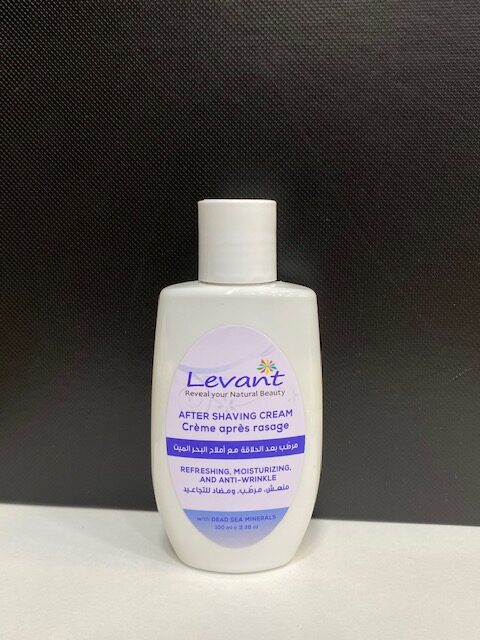 Levant
Reveal your Natural Beauty
AFTER SHAVING CREAM
Crème après rasage
مرطب بعد الحلاقة مع أملاح البحر الميت
REFRESHING, MOISTURIZING,
AND ANTI-WRINKLE
منعش، مرطب، ومضاد للتجاعيد
with DEAD SEA MINERALS
100 ml e 3.38 oz